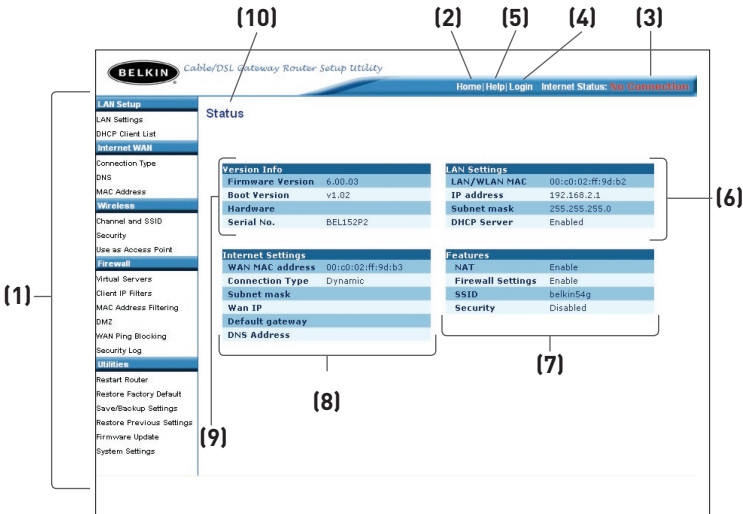 (10)
(2)
(5)
(4)
(3)
BELKIN
Cable/DSL Gateway Router Setup Utility
Home|Help|Login Internet Status: No Connection
(1)
LAN Setup
LAN Settings
DHCP Client List
Internet WAN
Connection Type
DNS
MAC Address
Wireless
Channel and SSID
Security
Use as Access Point
Firewall
Virtual Servers
Client IP Filters
MAC Address Filtering
DMZ
WAN Ping Blocking
Security Log
Utilities
Restart Router
Restore Factory Default
Save/Backup Settings
Restore Previous Settings
Firmware Update
System Settings
Status
Version Info
Firmware Version 6.00.03
Boot Version v1.02
Hardware
Serial No. BEL152P2
(9)
LAN Settings
LAN/WLAN MAC 00:c0:02:ff:9d:b2
IP address 192.168.2.1
Subnet mask 255.255.255.0
DHCP Server Enabled
(6)
Internet Settings
WAN MAC address 00:c0:02:ff:9d:b3
Connection Type Dynamic
Subnet mask
Wan IP
Default gateway
DNS Address
(8)
Features
NAT Enable
Firewall Settings Enable
SSID belkin54g
Security Disabled
(7)